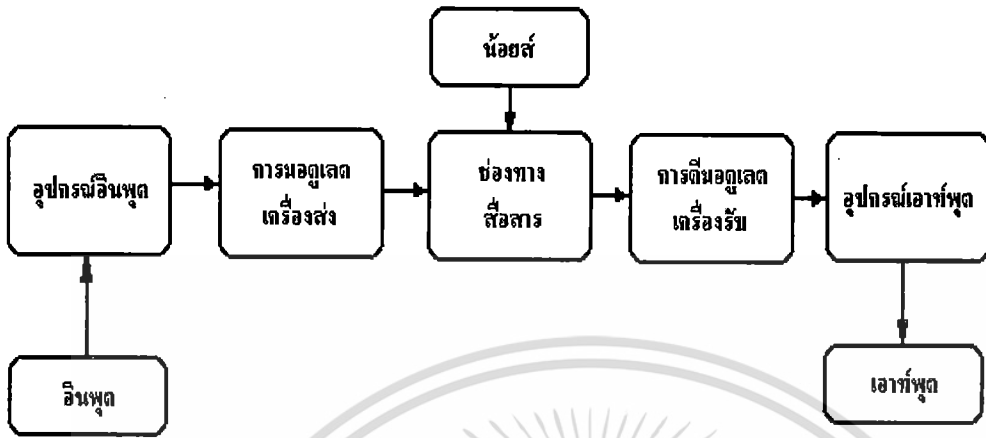 น้อยส์
อุปกรณ์อินพุต
การมอดูเลต
เครื่องส่ง
ช่องทาง
สื่อสาร
การดีมอดูเลต
เครื่องรับ
อุปกรณ์เอาท์พุต
อินพุต
เอาท์พุต